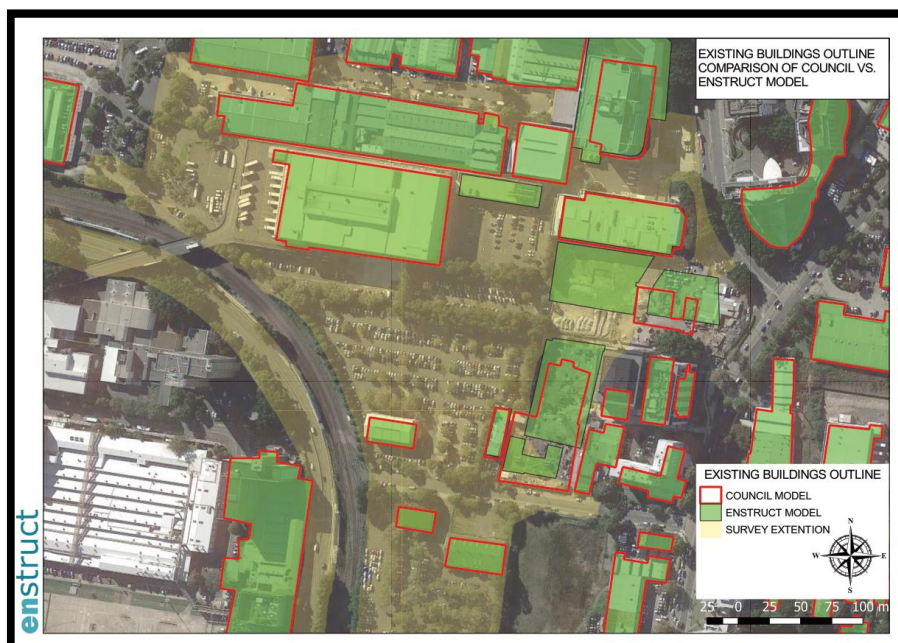 EXISTING BUILDINGS OUTLINE
COMPARISON OF COUNCIL VS.
ENSTRUCT MODEL
EXISTING BUILDINGS OUTLINE
COUNCIL MODEL
ENSTRUCT MODEL
SURVEY EXTENTION
N
W E
S
25 0 25 50 75 100 m
enstruct